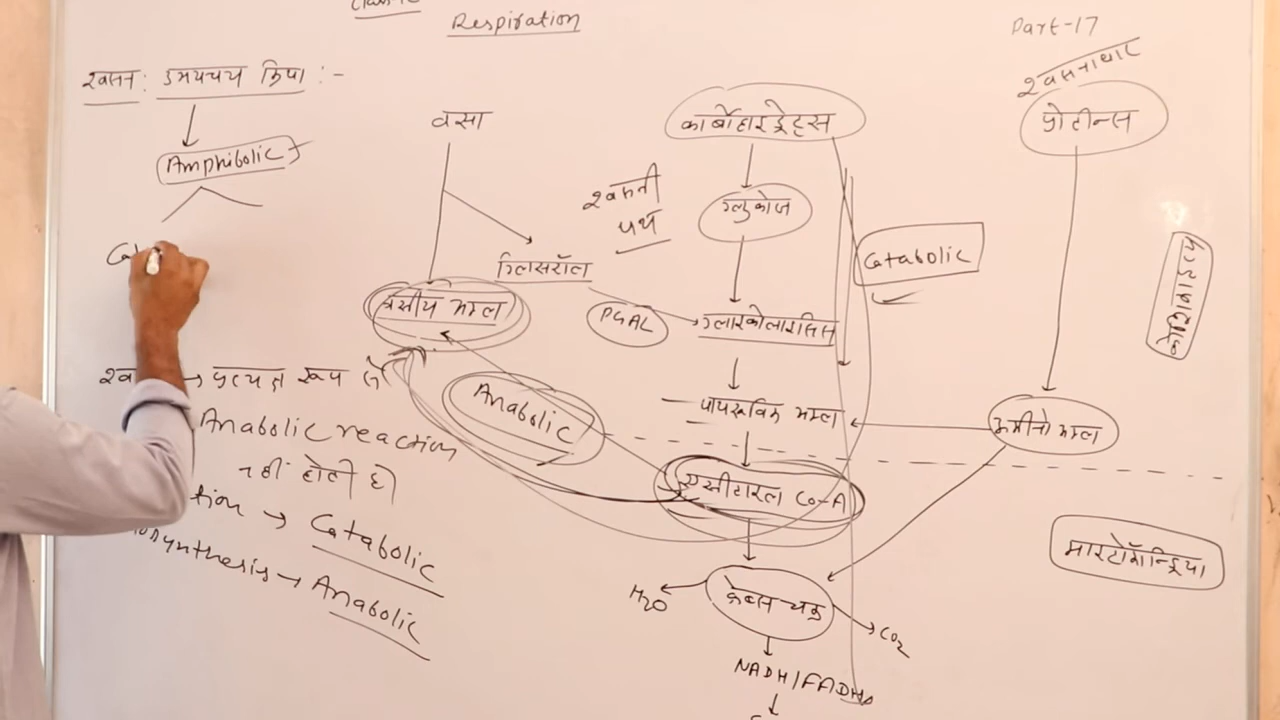 Respiration
Part-17
श्वसन: उभयचय क्रिया :-
Amphibolic
श्वसनाधार
वसा
कार्बोहाइड्रेट्स
प्रोटीन्स
श्वसनी
पथ
ग्लुकोज
Catabolic
ग्लिसरॉल
वसीय अम्ल
PGAL
ग्लाइकोलाइसिस
प्रत्यक्ष रूप से
Anabolic reaction
नहीं होती है
Catabolic
Anabolic
Anabolic
पायरूविक अम्ल
अमीनो अम्ल
एसीटाइल Co-A
माइटोकॉन्ड्रिया
क्रेब्स चक्र
H2O
CO2
NADH/FADH2